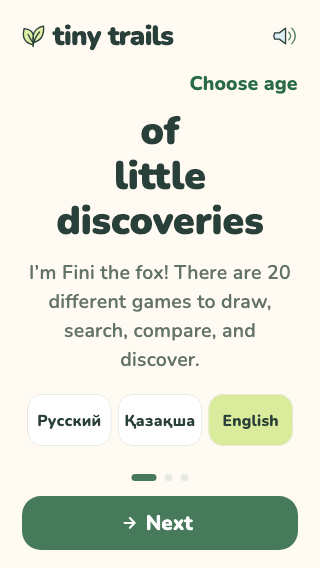 tiny trails
Choose age
of
little
discoveries
I'm Fini the fox! There are 20
different games to draw,
search, compare, and
discover.
Русский
Қазақша
English
Next